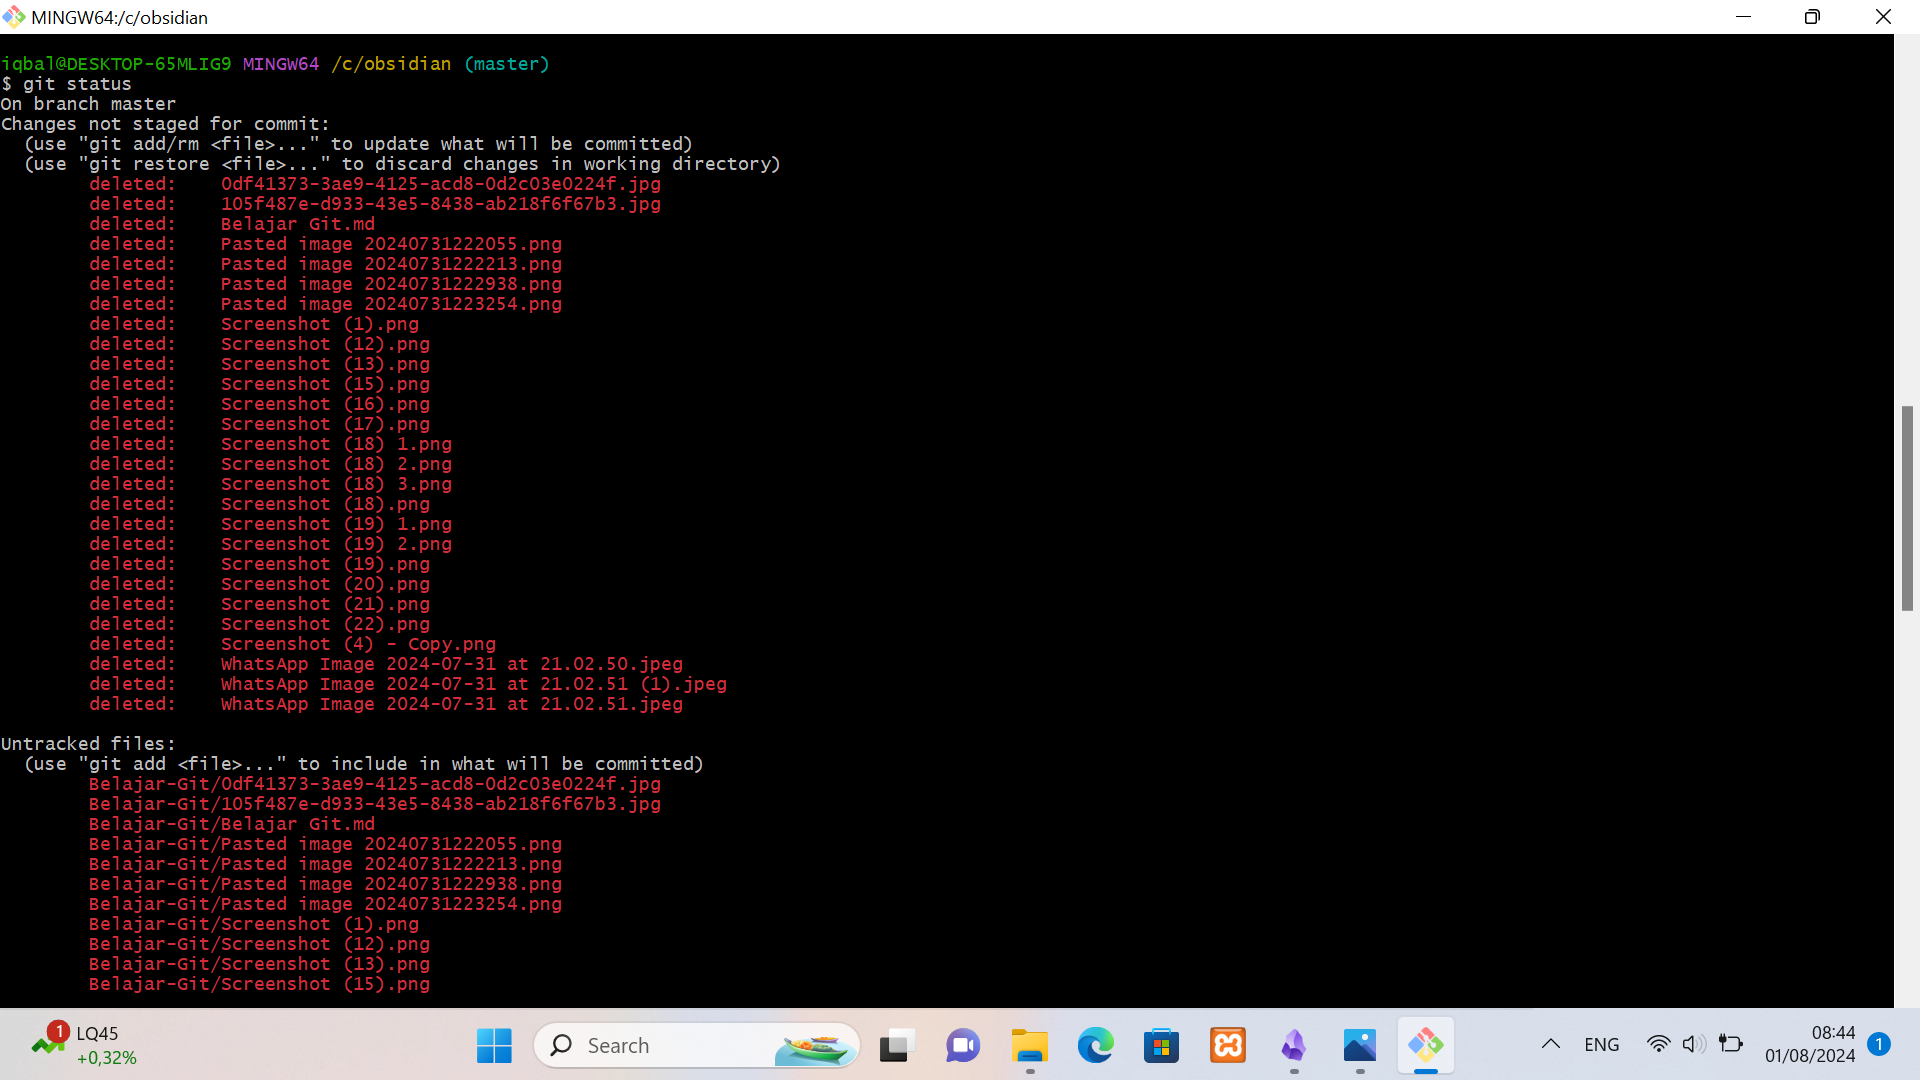 MINGW64:/c/obsidian
iqbal@DESKTOP-65MLIG9 MINGW64 /c/obsidian (master)
$ git status
On branch master
Changes not staged for commit:
  (use "git add/rm <file>..." to update what will be committed)
  (use "git restore <file>..." to discard changes in working directory)
        deleted:    0df41373-3ae9-4125-acd8-0d2c03e0224f.jpg
        deleted:    105f487e-d933-43e5-8438-ab218f6f67b3.jpg
        deleted:    Belajar Git.md
        deleted:    Pasted image 20240731222055.png
        deleted:    Pasted image 20240731222213.png
        deleted:    Pasted image 20240731222938.png
        deleted:    Pasted image 20240731223254.png
        deleted:    Screenshot (1).png
        deleted:    Screenshot (12).png
        deleted:    Screenshot (13).png
        deleted:    Screenshot (15).png
        deleted:    Screenshot (16).png
        deleted:    Screenshot (17).png
        deleted:    Screenshot (18) 1.png
        deleted:    Screenshot (18) 2.png
        deleted:    Screenshot (18) 3.png
        deleted:    Screenshot (18).png
        deleted:    Screenshot (19) 1.png
        deleted:    Screenshot (19) 2.png
        deleted:    Screenshot (19).png
        deleted:    Screenshot (20).png
        deleted:    Screenshot (21).png
        deleted:    Screenshot (22).png
        deleted:    Screenshot (4) - Copy.png
        deleted:    WhatsApp Image 2024-07-31 at 21.02.50.jpeg
        deleted:    WhatsApp Image 2024-07-31 at 21.02.51 (1).jpeg
        deleted:    WhatsApp Image 2024-07-31 at 21.02.51.jpeg
Untracked files:
  (use "git add <file>..." to include in what will be committed)
        Belajar-Git/0df41373-3ae9-4125-acd8-0d2c03e0224f.jpg
        Belajar-Git/105f487e-d933-43e5-8438-ab218f6f67b3.jpg
        Belajar-Git/Belajar Git.md
        Belajar-Git/Pasted image 20240731222055.png
        Belajar-Git/Pasted image 20240731222213.png
        Belajar-Git/Pasted image 20240731222938.png
        Belajar-Git/Pasted image 20240731223254.png
        Belajar-Git/Screenshot (1).png
        Belajar-Git/Screenshot (12).png
        Belajar-Git/Screenshot (13).png
        Belajar-Git/Screenshot (15).png
1
LQ45
+0,32%
Search
ENG
08:44
01/08/2024
1